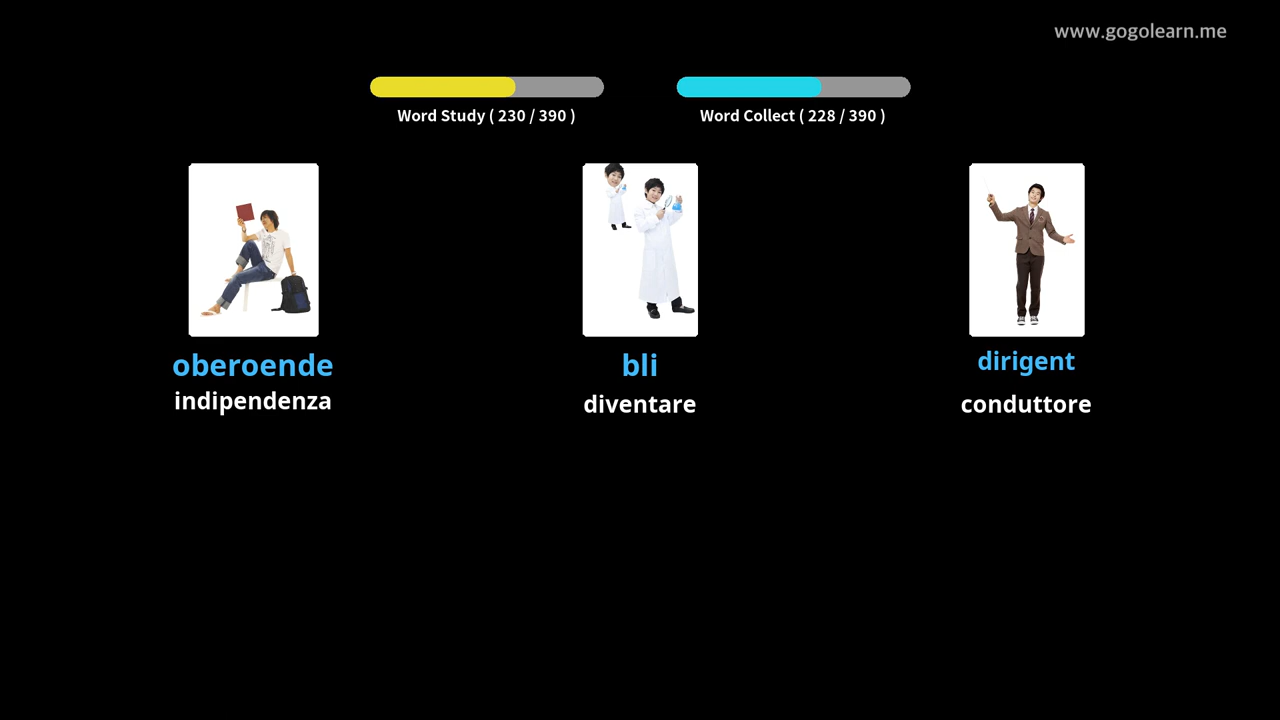 www.gogolearn.me
Word Study ( 230 / 390 )
Word Collect ( 228 / 390 )
oberoende
indipendenza
bli
diventare
dirigent
conduttore